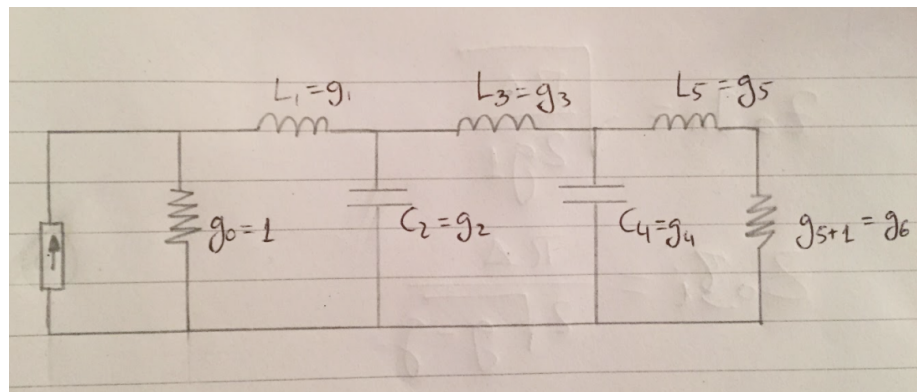 L₁=g₁ L₃=g₃ L₅=g₅
g₀=1 C₂=g₂ C₄=g₄ g₅₊₁=g₆